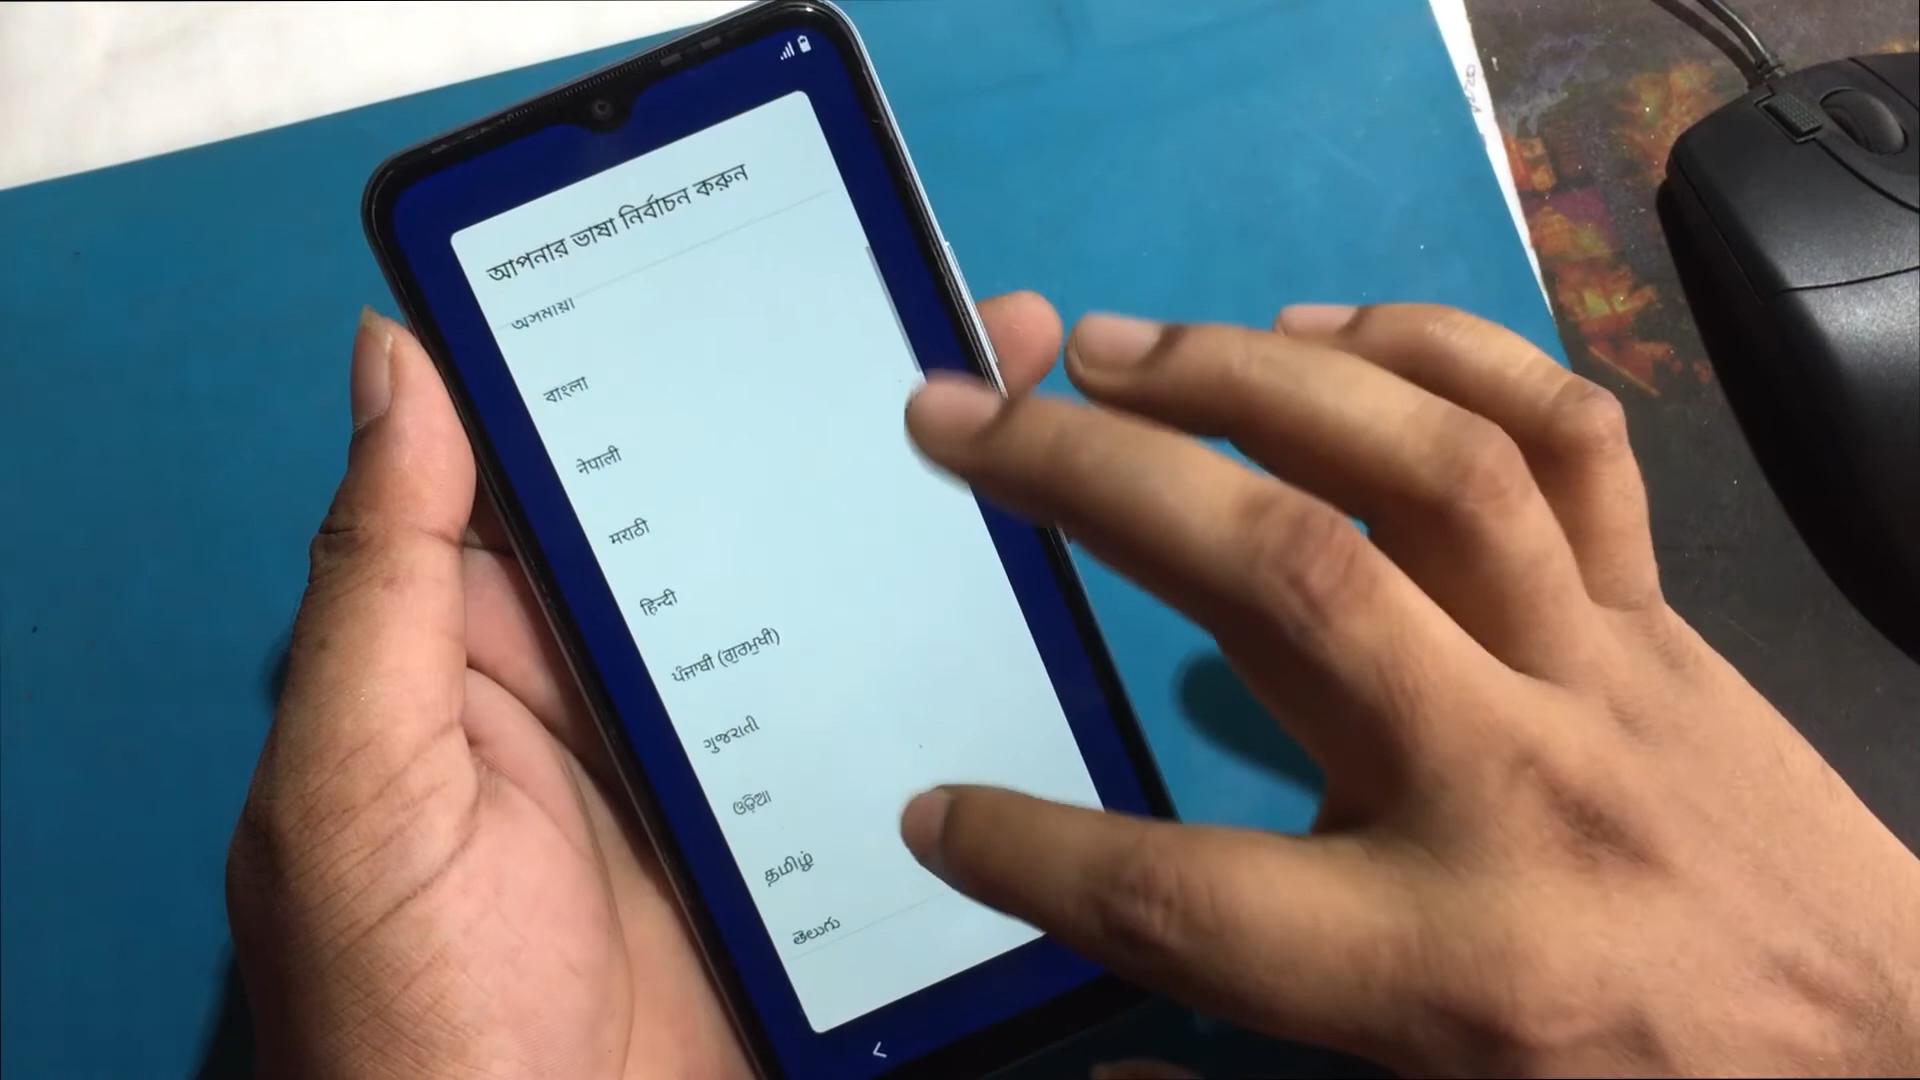 আপনার ভাষা নির্বাচন করুন
অসমীয়া
বাংলা
नेपाली
मराठी
हिन्दी
ਪੰਜਾਬੀ (ਗੁਰਮੁਖੀ)
ગુજરાતી
ଓଡ଼ିଆ
தமிழ்
తెలుగు